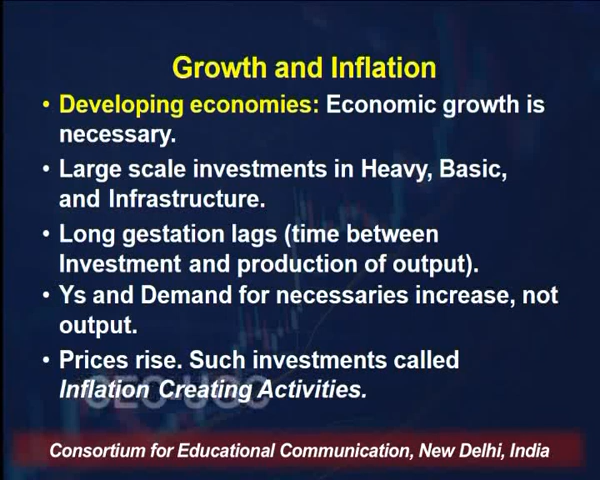 Growth and Inflation
• Developing economies: Economic growth is
necessary.
• Large scale investments in Heavy, Basic,
and Infrastructure.
• Long gestation lags (time between
Investment and production of output).
• Ys and Demand for necessaries increase, not
output.
• Prices rise. Such investments called
Inflation Creating Activities.
CEC-UGC
Consortium for Educational Communication, New Delhi, India